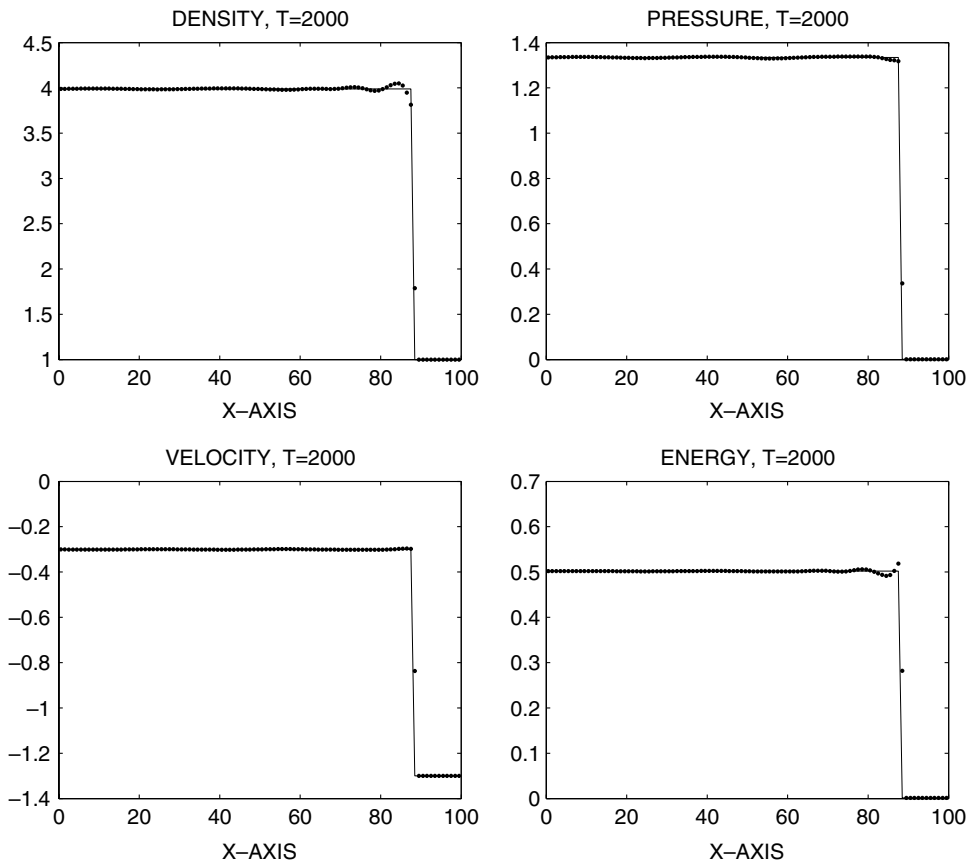 DENSITY, T=2000
4.5
4
3.5
3
2.5
2
1.5
1
0 20 40 60 80 100
X–AXIS
PRESSURE, T=2000
1.4
1.2
1
0.8
0.6
0.4
0.2
0
0 20 40 60 80 100
X–AXIS
VELOCITY, T=2000
0
–0.2
–0.4
–0.6
–0.8
–1
–1.2
–1.4
0 20 40 60 80 100
X–AXIS
ENERGY, T=2000
0.7
0.6
0.5
0.4
0.3
0.2
0.1
0
0 20 40 60 80 100
X–AXIS